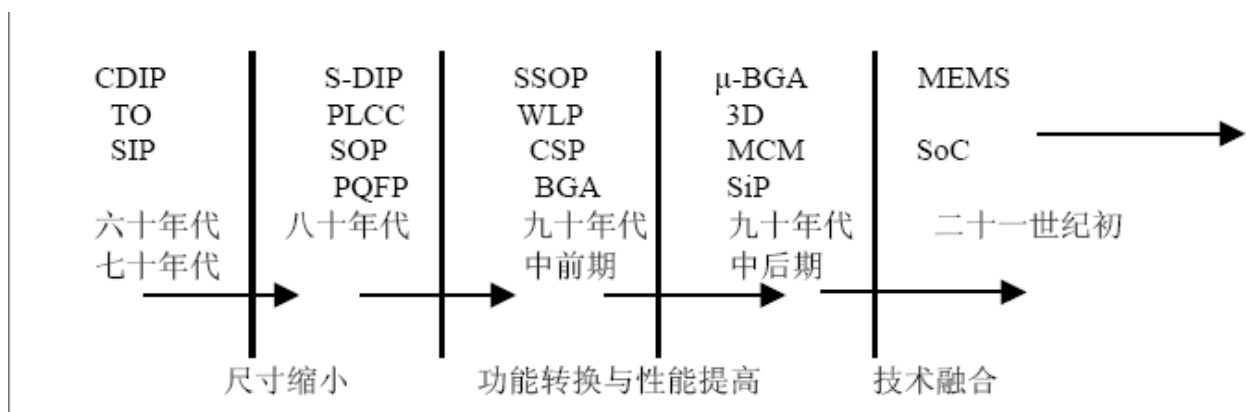 CDIP S-DIP SSOP μ-BGA MEMS
TO PLCC WLP 3D
SIP SOP CSP MCM SoC
PQFP BGA SiP
六十年代 八十年代 九十年代 九十年代 二十一世纪初
七十年代 中前期 中后期
尺寸缩小 功能转换与性能提高 技术融合